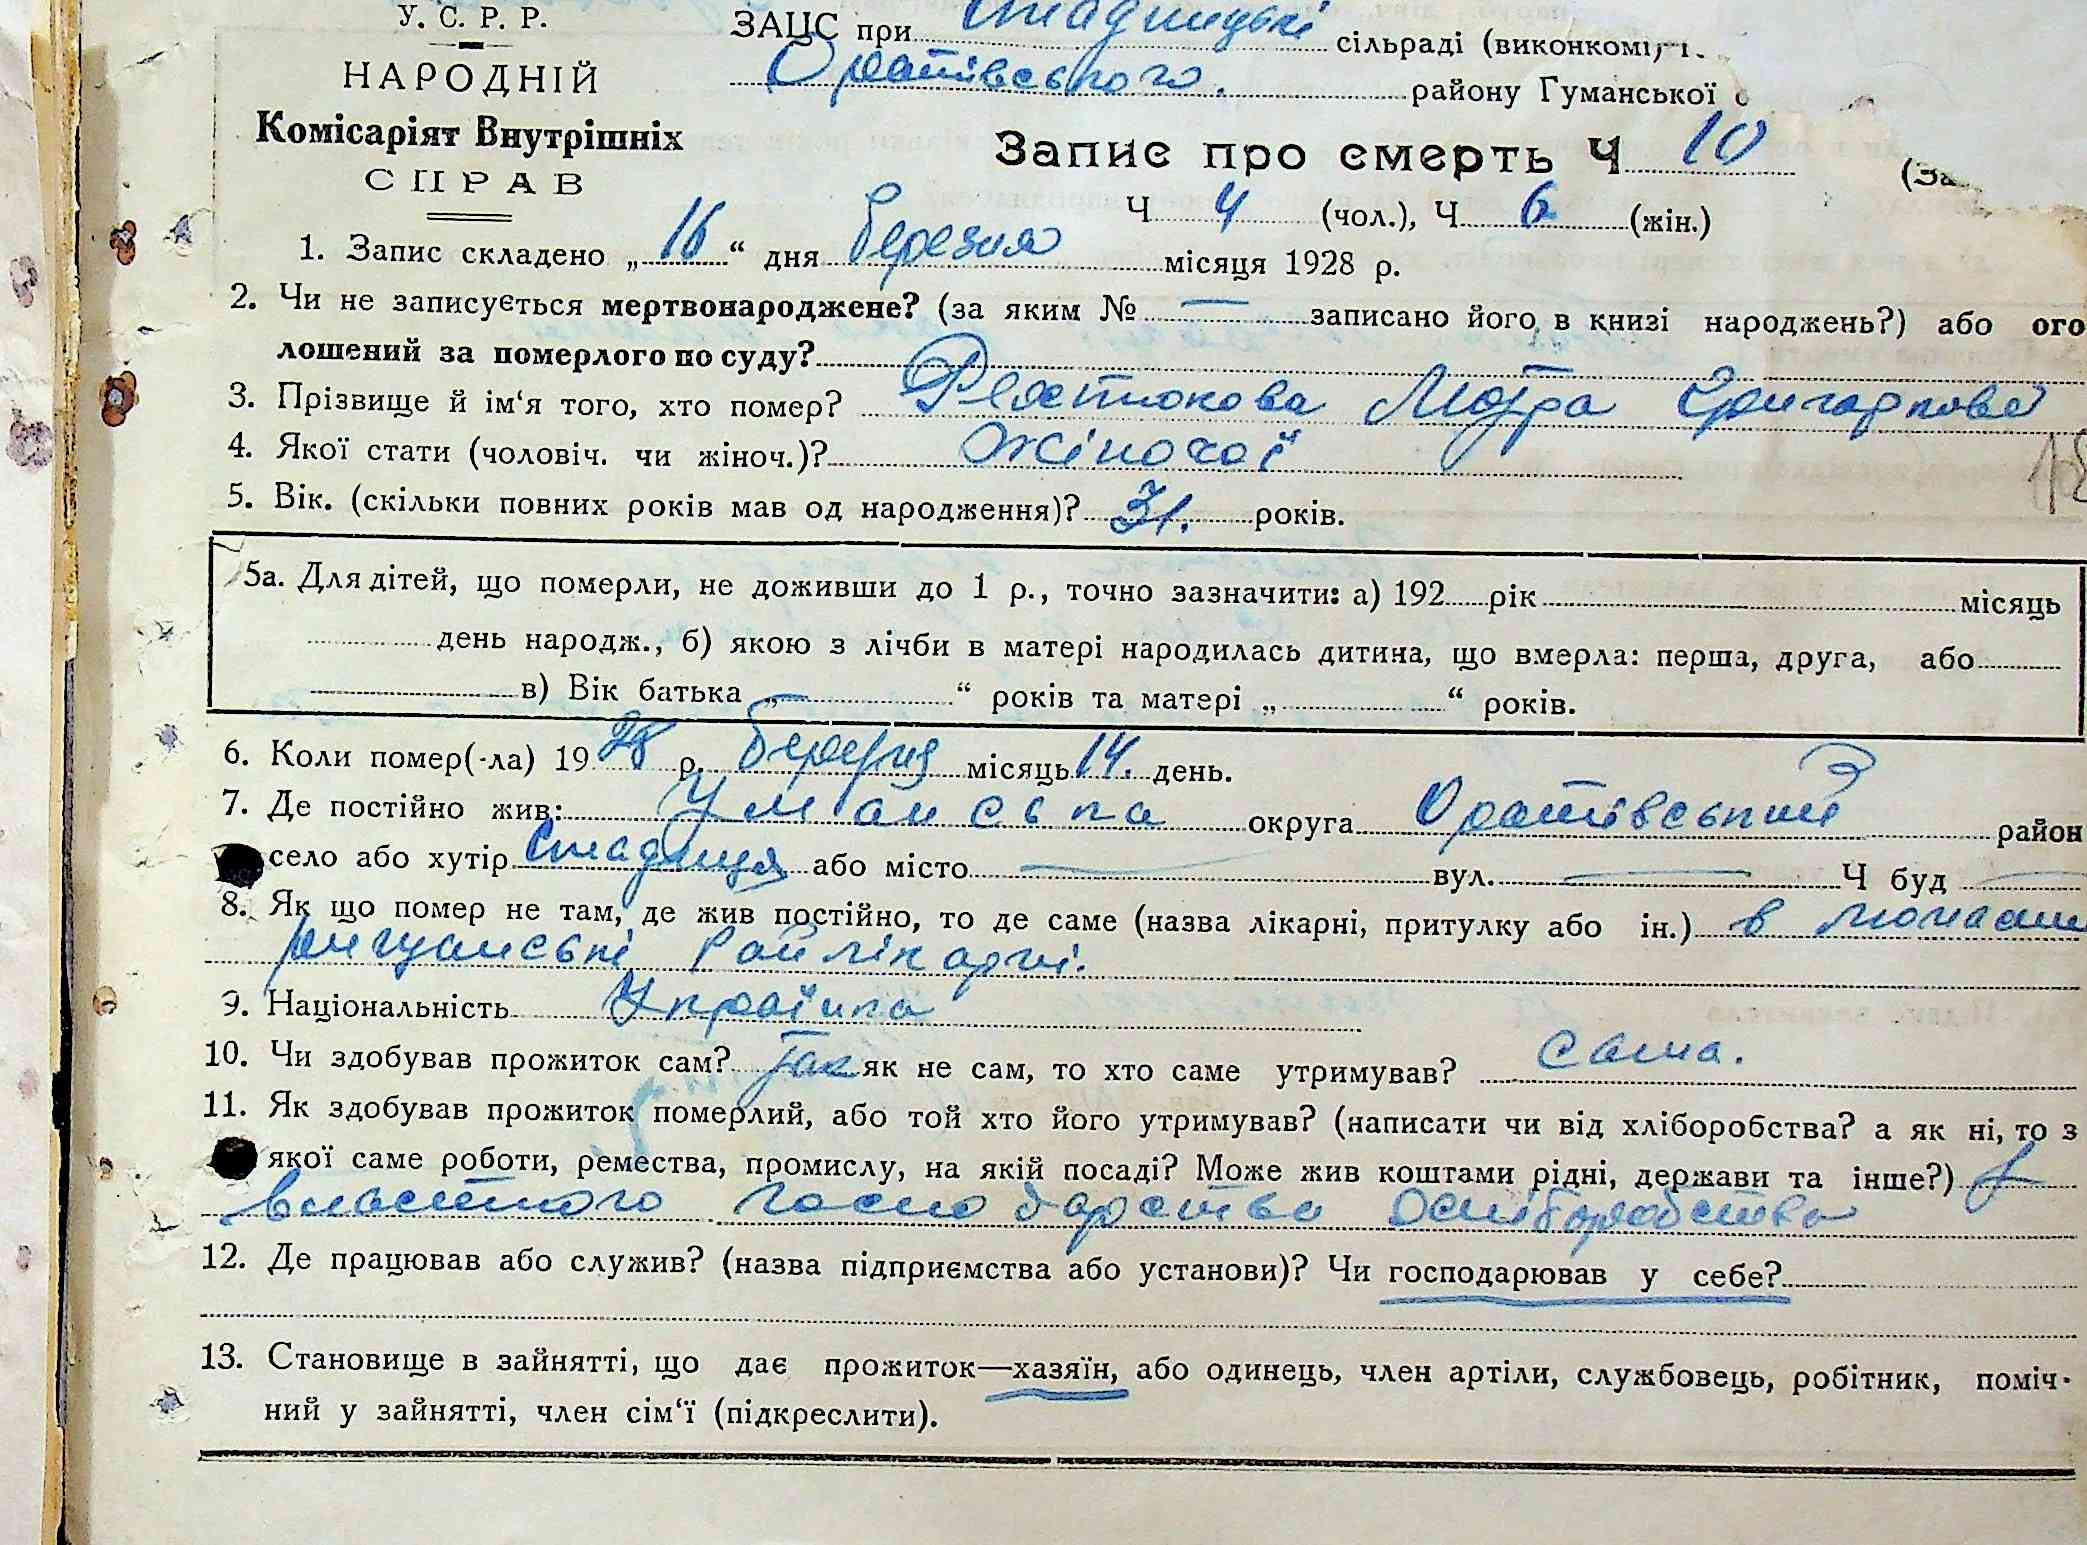 У. С. Р. Р.
НАРОДНІЙ
Комісаріят Внутрішніх
СПРАВ
ЗАЦС при Стадницькі сільраді
Оратівського. району Гуманської о
Запис про смерть Ч 10 (За
Ч 4 (чол.), Ч 6 (жін.)
1. Запис складено „16“ дня березня місяця 1928 р.
2. Чи не записується мертвонароджене? (за яким № — записано його в книзі народжень?) або ого
лошений за померлого по суду? —
3. Прізвище й ім‘я того, хто помер? Мотра
4. Якої стати (чоловіч. чи жіноч.)? Жіночої
5. Вік. (скільки повних років мав од народження)? 31. років.
5а. Для дітей, що померли, не доживши до 1 р., точно зазначити: а) 192 рік місяць
день народж., б) якою з лічби в матері народилась дитина, що вмерла: перша, друга, або
в) Вік батька „—“ років та матері „ “ років.
6. Коли помер(-ла) 1928 р. березня місяць 14. день.
7. Де постійно жив: Уманська округа Оратівський район
село або хутір Стадниця або місто — вул. — Ч буд —
8. Як що помер не там, де жив постійно, то де саме (назва лікарні, притулку або ін.) в монасти
рищанські Райлікарні.
9. Національність Українка
10. Чи здобував прожиток сам? так як не сам, то хто саме утримував? сама.
11. Як здобував прожиток померлий, або той хто його утримував? (написати чи від хліборобства? а як ні, то з
якої саме роботи, ремества, промислу, на якій посаді? Може жив коштами рідні, держави та інше?) з
власного господарства хліборобства
12. Де працював або служив? (назва підприємства або установи)? Чи господарював у себе?
13. Становище в зайнятті, що дає прожиток—хазяїн, або одинець, член артіли, службовець, робітник, поміч-
ний у зайнятті, член сім‘ї (підкреслити).